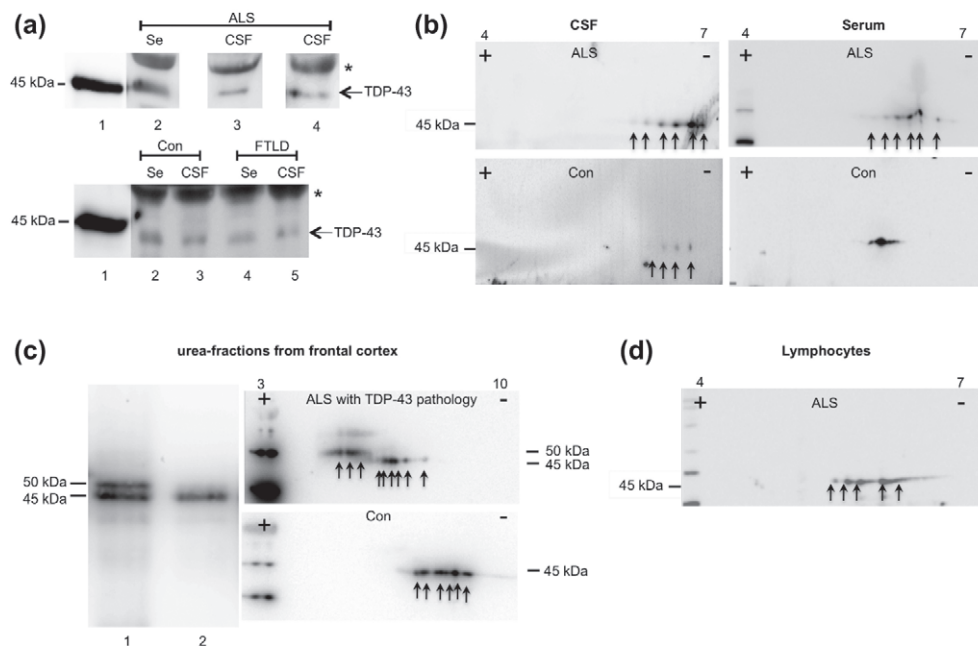 (a)
ALS
Se CSF CSF
45 kDa
*
TDP-43
1 2 3 4
Con FTLD
Se CSF Se CSF
*
45 kDa
TDP-43
1 2 3 4 5
(b)
CSF Serum
4 7 4 7
+ ALS - + ALS -
45 kDa
+ Con - + Con -
45 kDa
(c)
urea-fractions from frontal cortex
3 10
+ ALS with TDP-43 pathology -
50 kDa
45 kDa
50 kDa
45 kDa
+ Con -
45 kDa
1 2
(d)
Lymphocytes
4 7
+ ALS -
45 kDa